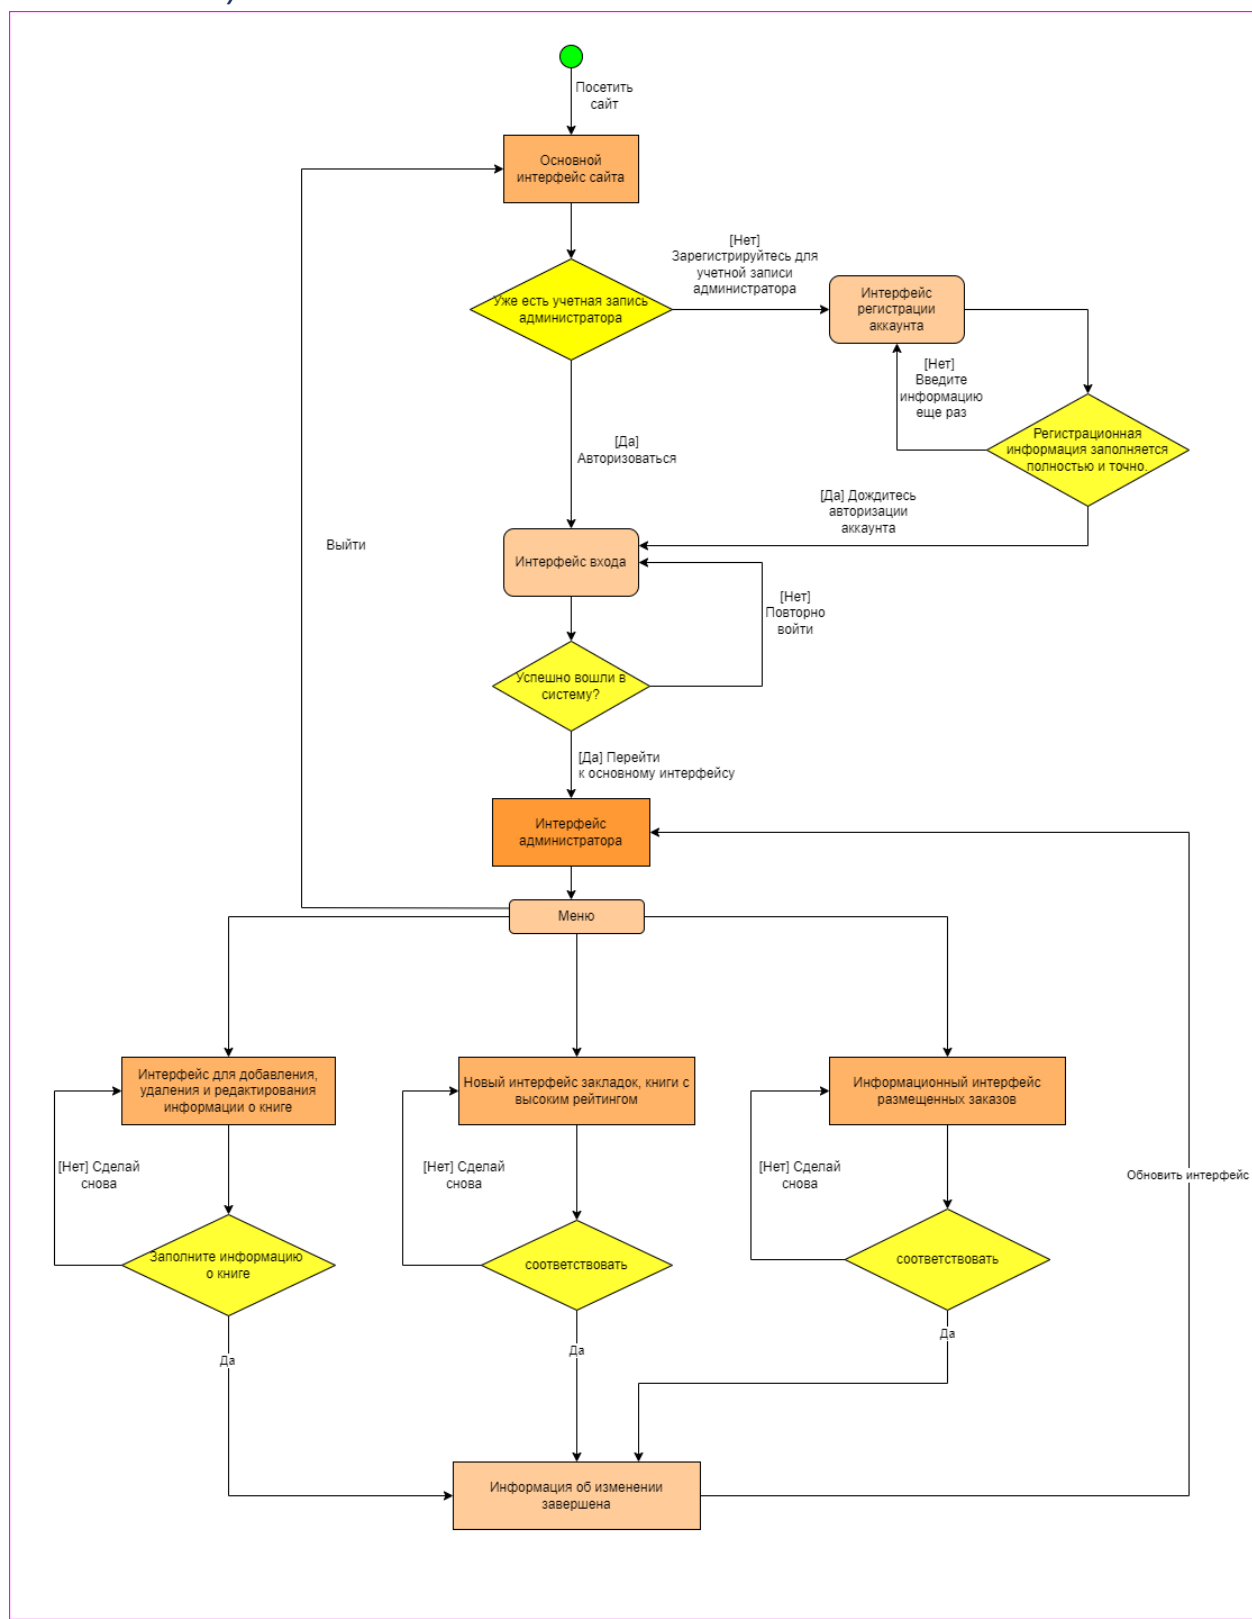 Посетить
сайт
Основной
интерфейс сайта
[Нет]
Зарегистрируйтесь для
учетной записи
администратора
Уже есть учетная запись
администратора
Интерфейс
регистрации
аккаунта
[Нет]
Введите
информацию
еще раз
Регистрационная
информация заполняется
полностью и точно.
[Да]
Авторизоваться
[Да] Дождитесь
авторизации
аккаунта
Выйти
Интерфейс входа
[Нет]
Повторно
войти
Успешно вошли в
систему?
[Да] Перейти
к основному интерфейсу
Интерфейс
администратора
Меню
Интерфейс для добавления,
удаления и редактирования
информации о книге
Новый интерфейс закладок, книги с
высоким рейтингом
Информационный интерфейс
размещенных заказов
[Нет] Сделай
снова
[Нет] Сделай
снова
[Нет] Сделай
снова
Обновить интерфейс
Заполните информацию
о книге
соответствовать
соответствовать
Да
Да
Да
Информация об изменении
завершена